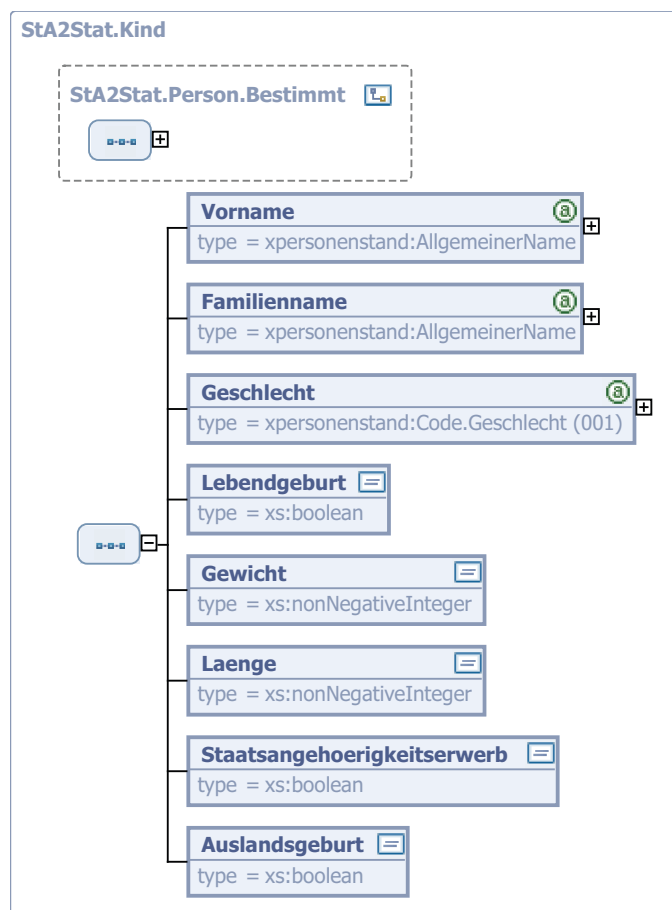 StA2Stat.Kind
StA2Stat.Person.Bestimmt
Vorname
type = xpersonenstand:AllgemeinerName
Familienname
type = xpersonenstand:AllgemeinerName
Geschlecht
type = xpersonenstand:Code.Geschlecht (001)
Lebendgeburt
type = xs:boolean
Gewicht
type = xs:nonNegativeInteger
Laenge
type = xs:nonNegativeInteger
Staatsangehoerigkeitserwerb
type = xs:boolean
Auslandsgeburt
type = xs:boolean